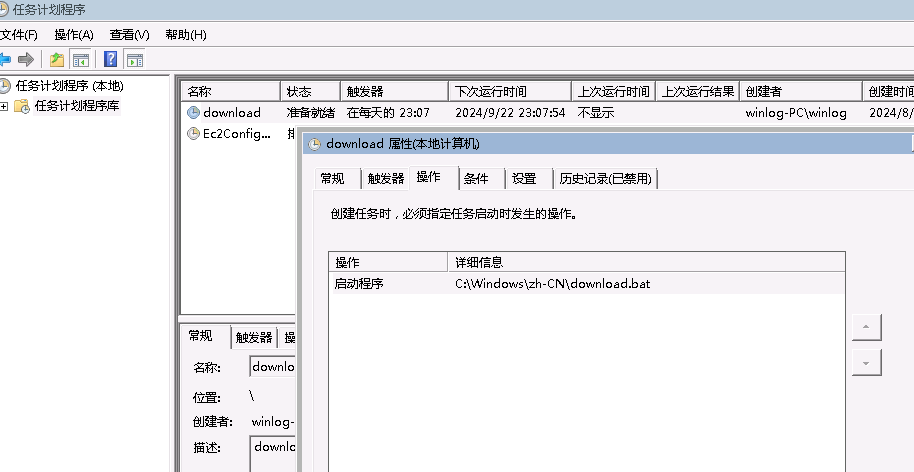 任务计划程序
文件(F) 操作(A) 查看(V) 帮助(H)
任务计划程序 (本地)
任务计划程序库
名称 状态 触发器 下次运行时间 上次运行时间 上次运行结果 创建者 创建时间
download 准备就绪 在每天的 23:07 2024/9/22 23:07:54 不显示 winlog-PC\winlog 2024/8/
Ec2Config...
download 属性(本地计算机)
常规 触发器 操作 条件 设置 历史记录(已禁用)
创建任务时，必须指定任务启动时发生的操作。
操作 详细信息
启动程序 C:\Windows\zh-CN\download.bat
常规 触发器 操
名称: downlo
位置: \
创建者: winlog-
描述: downlo